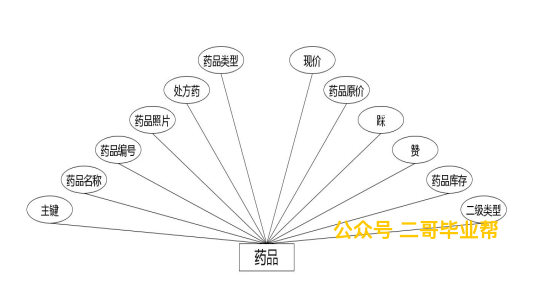 药品类型
现价
处方药
药品原价
药品照片
踩
药品编号
赞
药品名称
药品库存
主键
二级类型
公众号 二哥毕业帮
药品